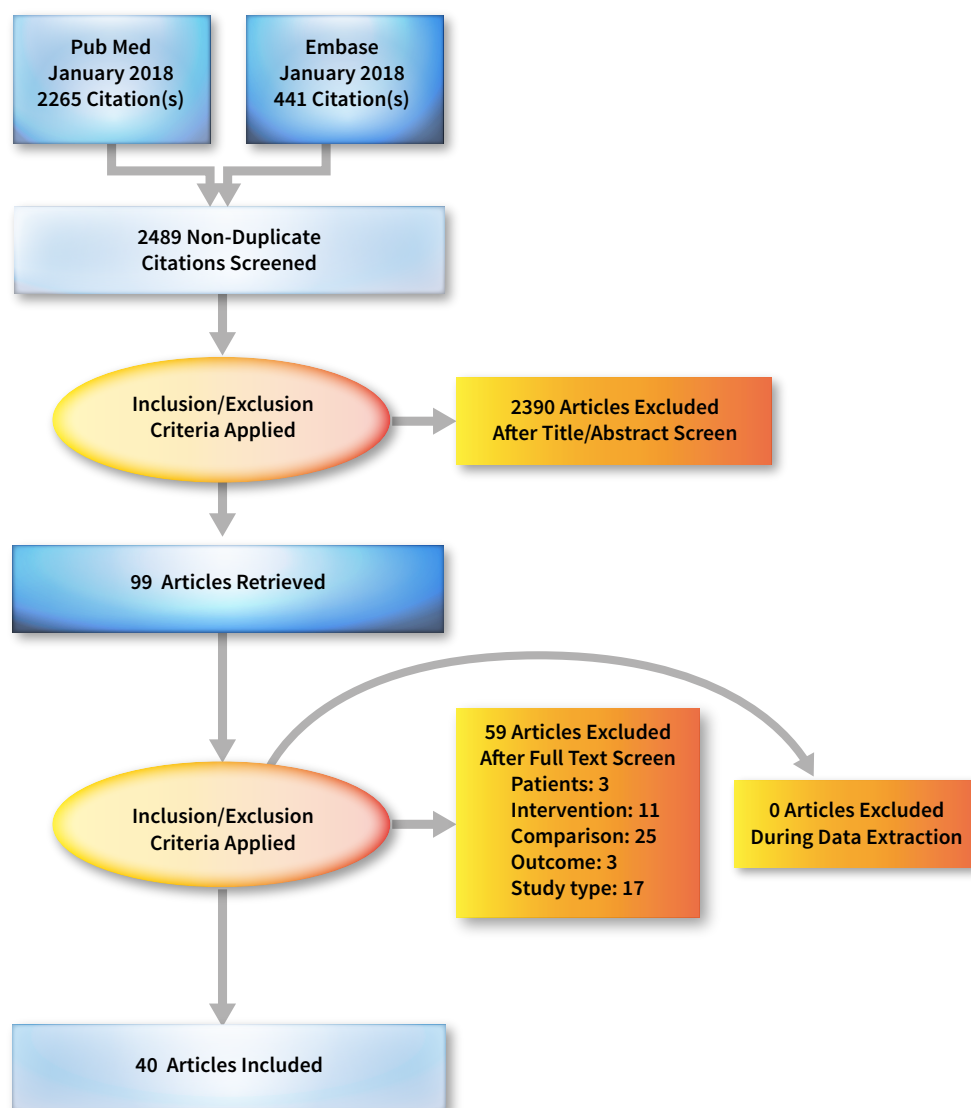 Pub Med
January 2018
2265 Citation(s)
Embase
January 2018
441 Citation(s)
2489 Non-Duplicate
Citations Screened
Inclusion/Exclusion
Criteria Applied
2390 Articles Excluded
After Title/Abstract Screen
99 Articles Retrieved
Inclusion/Exclusion
Criteria Applied
59 Articles Excluded
After Full Text Screen
Patients: 3
Intervention: 11
Comparison: 25
Outcome: 3
Study type: 17
0 Articles Excluded
During Data Extraction
40 Articles Included